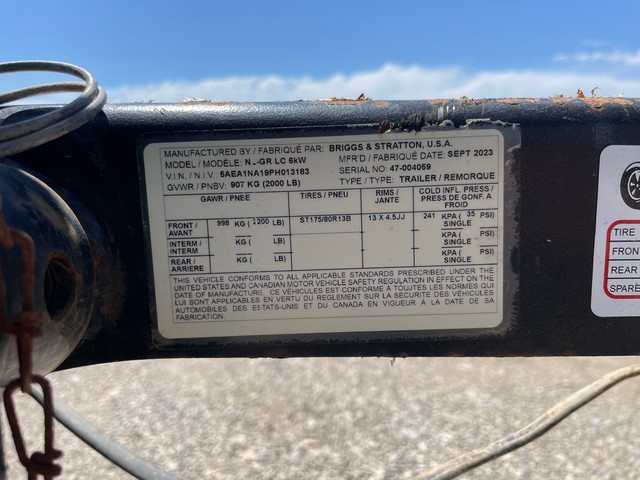 MANUFACTURED BY / FABRIQUÉ PAR: BRIGGS & STRATTON, U.S.A.
MODEL / MODÈLE: -GR LC 6kW MFR'D / FABRIQUÉ DATE: SEPT 2023
V.I.N. / N.I.V.: 5AEA1NA19PH013183 SERIAL NO: 47-004059
GVWR / PNBV: 907 KG (2000 LB) TYPE / TYPE: TRAILER / REMORQUE
GAWR / PNEE TIRES / PNEU RIMS / JANTE COLD INFL. PRESS / PRESS DE GONF. A FROID
FRONT / AVANT 998 KG ( 2200 LB) ST175/80R13B 13 X 4.5JJ 241 KPA ( 35 PSI) SINGLE
INTERM / INTERM KG ( LB) KPA ( PSI) SINGLE
REAR / ARRIERE KG ( LB) KPA ( PSI) SINGLE
THIS VEHICLE CONFORMS TO ALL APPLICABLE STANDARDS PRESCRIBED UNDER THE
UNITED STATES AND CANADIAN MOTOR VEHICLE SAFETY REGULATION IN EFFECT ON THE
DATE OF MANUFACTURE. CE VÉHICULES EST CONFORME A TOUTES LES NORMES QUI
LUI SONT APPLICABLES EN VERTU DU REGLEMENT SUR LA SECURITE DES VÉHICULES
AUTOMOBILES DES ETATS-UNIS ET DU CANADA EN VIGUEUR À LA DATE DE SA
FABRICATION.
TIRE
FRON
REAR
SPARE